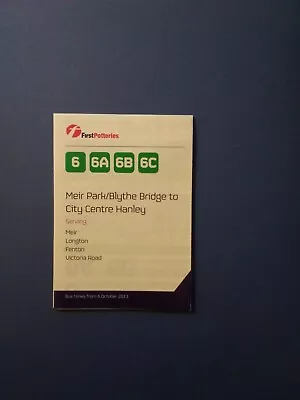 FirstPotteries
6 6A 6B 6C
Meir Park/Blythe Bridge to
City Centre Hanley
Serving
Meir
Longton
Fenton
Victoria Road
Bus times from 6 October 2013